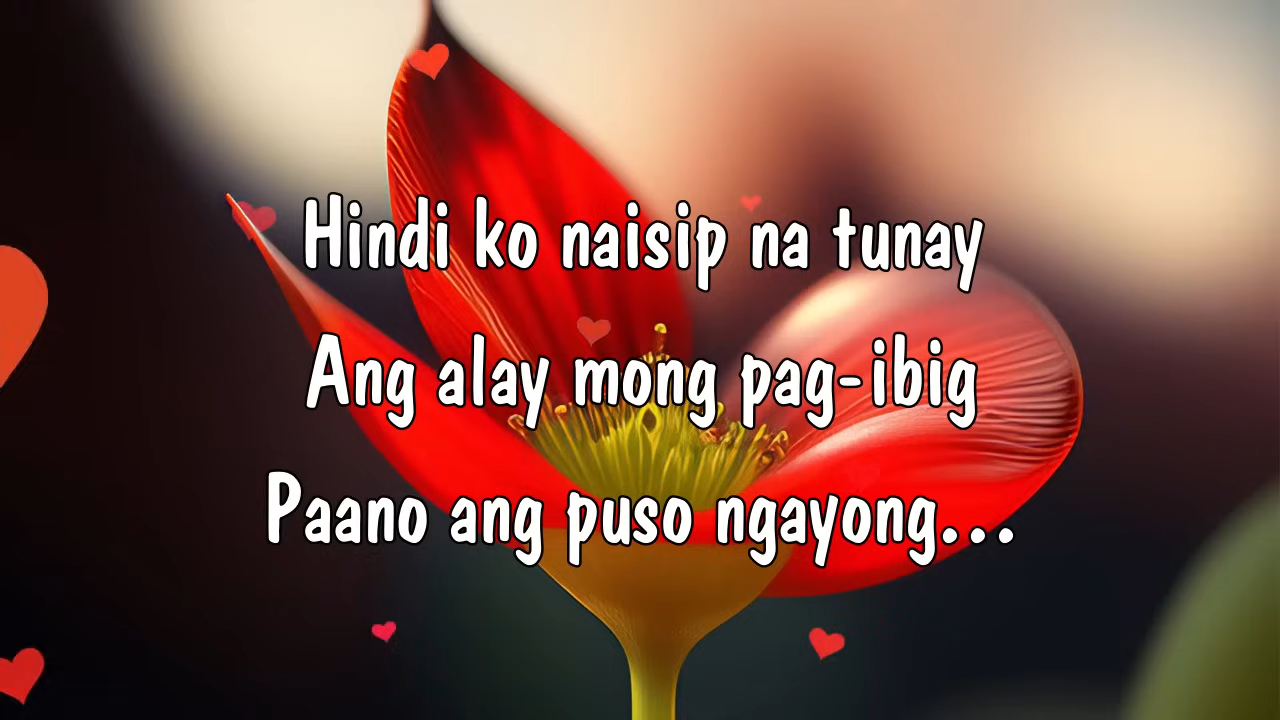 Hindi ko naisip na tunay
Ang alay mong pag-ibig
Paano ang puso ngayong...